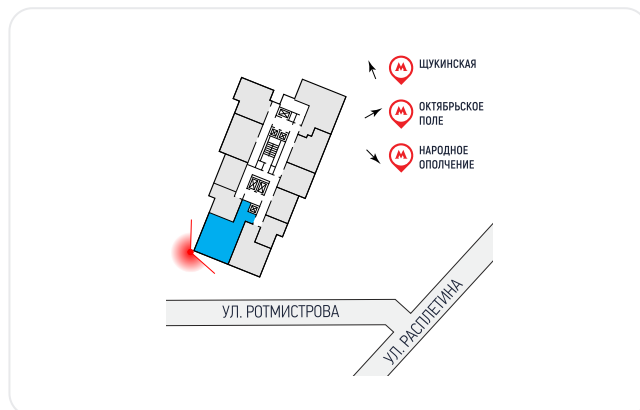 М ЩУКИНСКАЯ
М ОКТЯБРЬСКОЕ
ПОЛЕ
М НАРОДНОЕ
ОПОЛЧЕНИЕ
УЛ. РОТМИСТРОВА
УЛ. РАСПЛЕТИНА